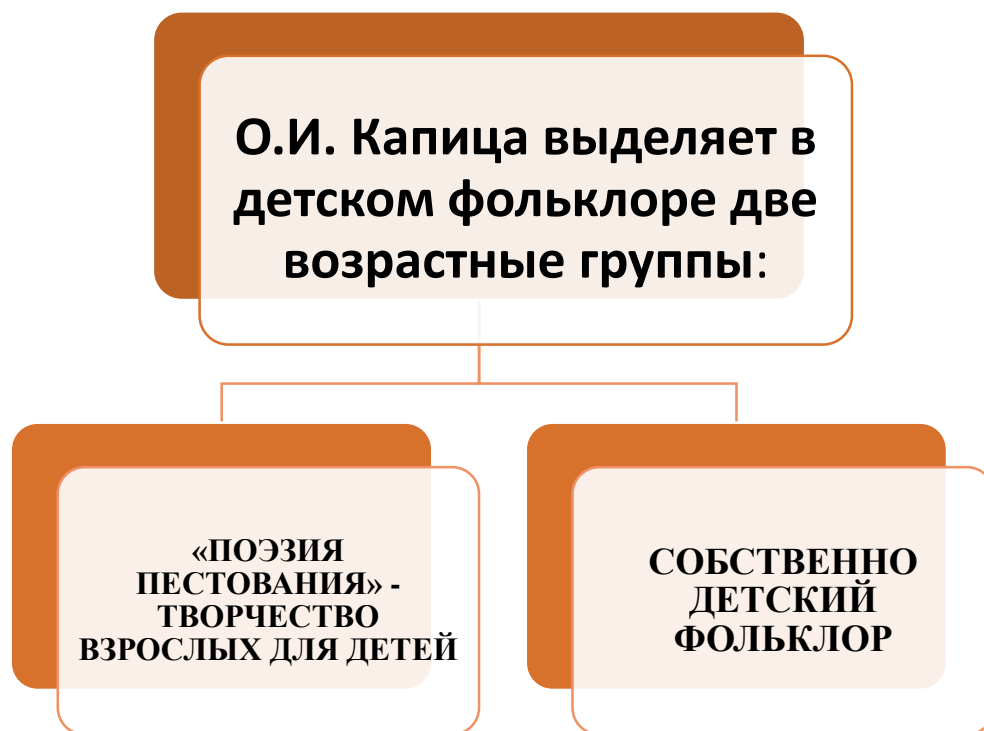 О.И. Капица выделяет в
детском фольклоре две
возрастные группы:
«ПОЭЗИЯ
ПЕСТОВАНИЯ» -
ТВОРЧЕСТВО
ВЗРОСЛЫХ ДЛЯ ДЕТЕЙ
СОБСТВЕННО
ДЕТСКИЙ
ФОЛЬКЛОР